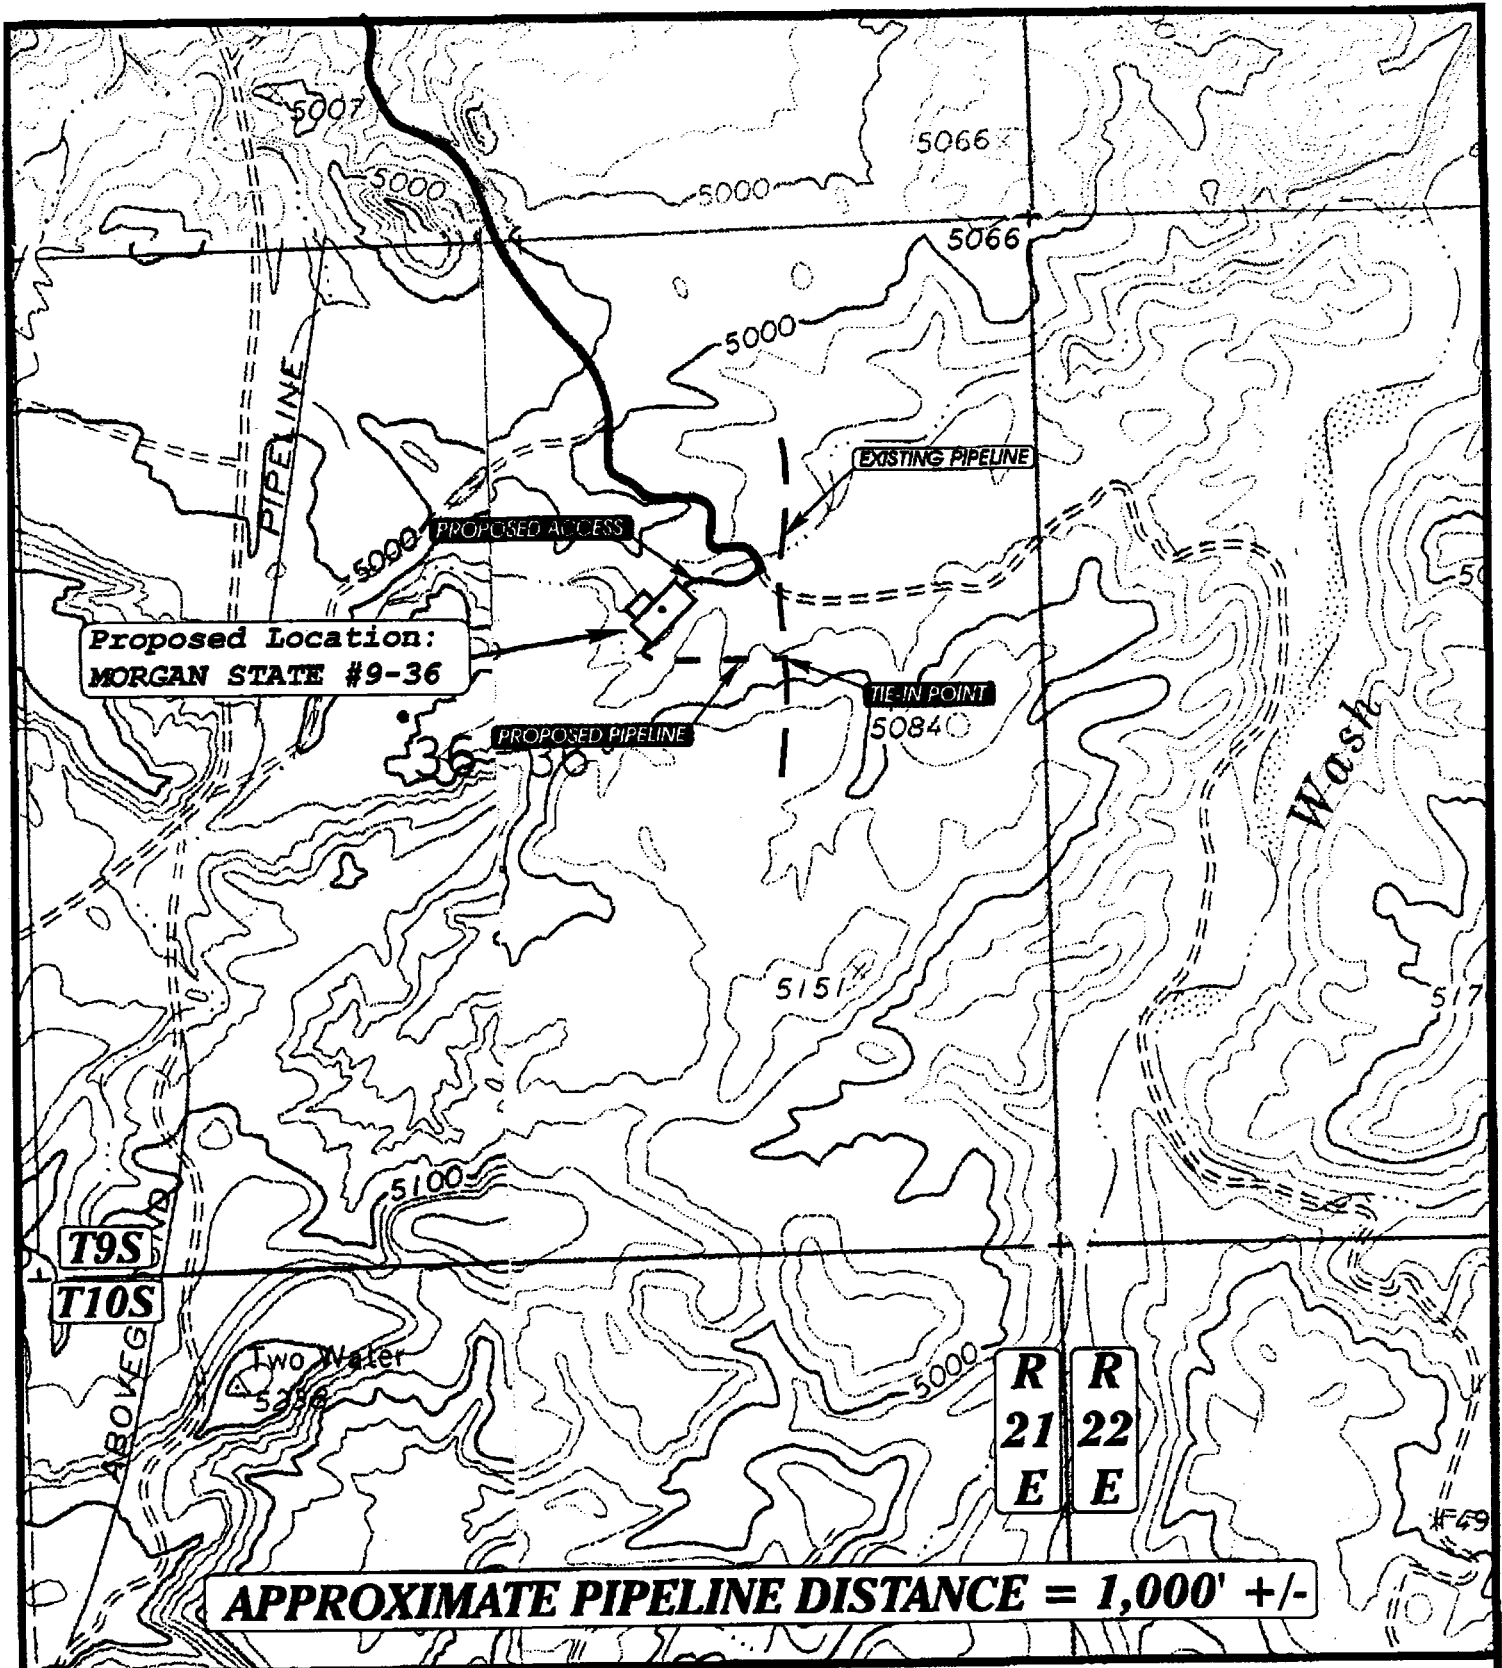 5007
5066
5000
5000
5066
5000
PIPELINE
EXISTING PIPELINE
PROPOSED ACCESS
5000
Proposed Location:
MORGAN STATE #9-36
TIE-IN POINT
5084
PROPOSED PIPELINE
36
36
Wash
5151
517
5100
T9S
T10S
Two Water
5000
R
21
E
R
22
E
APPROXIMATE PIPELINE DISTANCE = 1,000' +/-